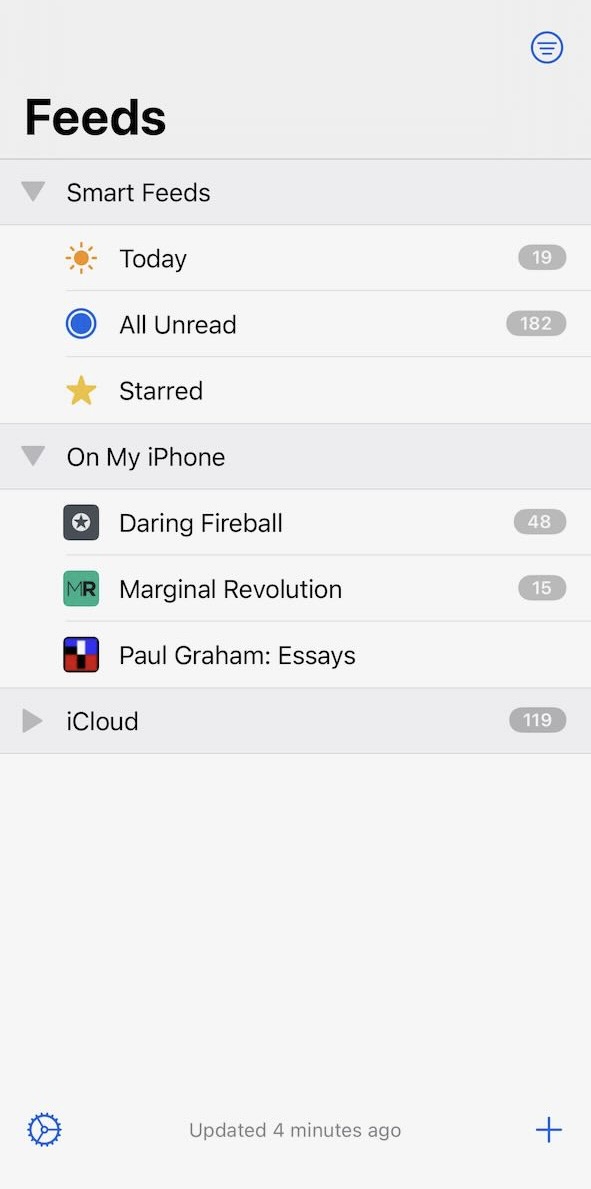 Feeds
Smart Feeds
Today 19
All Unread 182
Starred
On My iPhone
Daring Fireball 48
MR Marginal Revolution 15
Paul Graham: Essays
iCloud 119
Updated 4 minutes ago